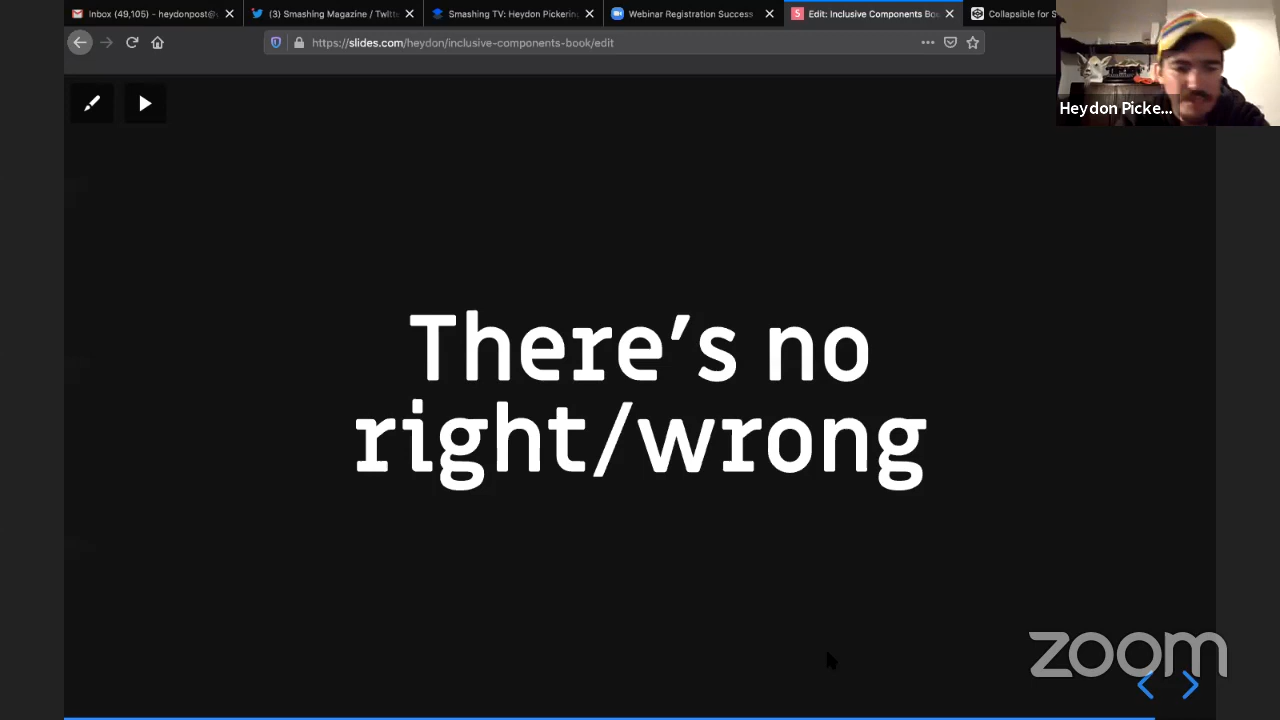 Inbox (49,105) – heydonpost@
(3) Smashing Magazine / Twitte
Smashing TV: Heydon Pickerin
Webinar Registration Success
Edit: Inclusive Components Bo
Collapsible for S
https://slides.com/heydon/inclusive-components-book/edit
Heydon Picke...
There’s no
right/wrong
zoom